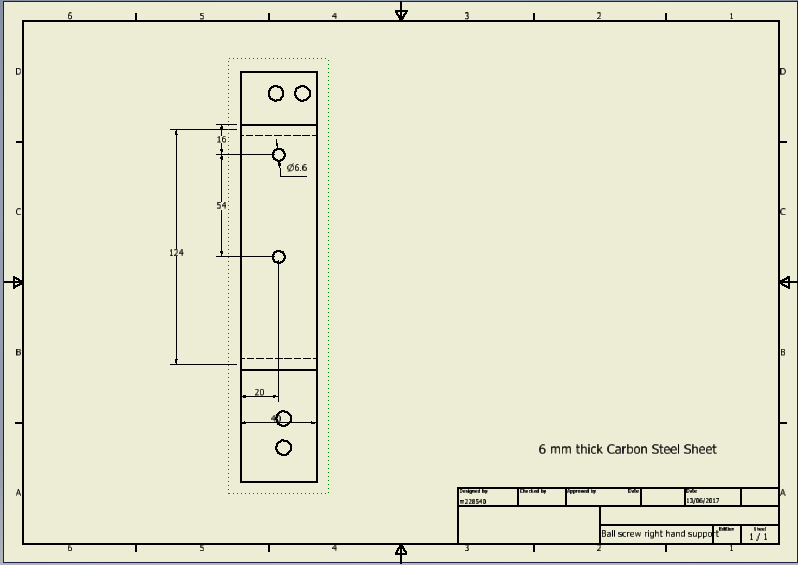 6 5 4 3 2 1
D D
16
Ø6.6
54
C C
124
B B
20
40
6 mm thick Carbon Steel Sheet
A A
Designed by Checked by Approved by Date Date
m228540 13/06/2017
Ball screw right hand support Edition Sheet
1 / 1
6 5 4 3 2 1